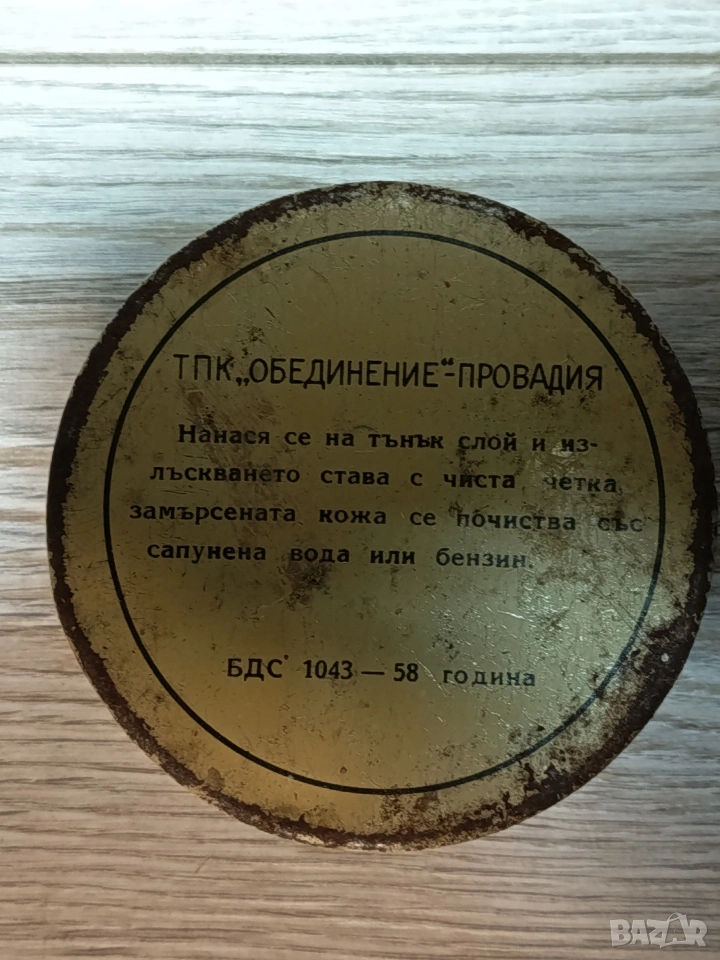 ТПК „ОБЕДИНЕНИЕ“-ПРОВАДИЯ
Нанася се на тънък слой и из-
лъскването става с чиста четка,
замърсената кожа се почиства със
сапунена вода или бензин.
БДС 1043 — 58 година
BAZAR